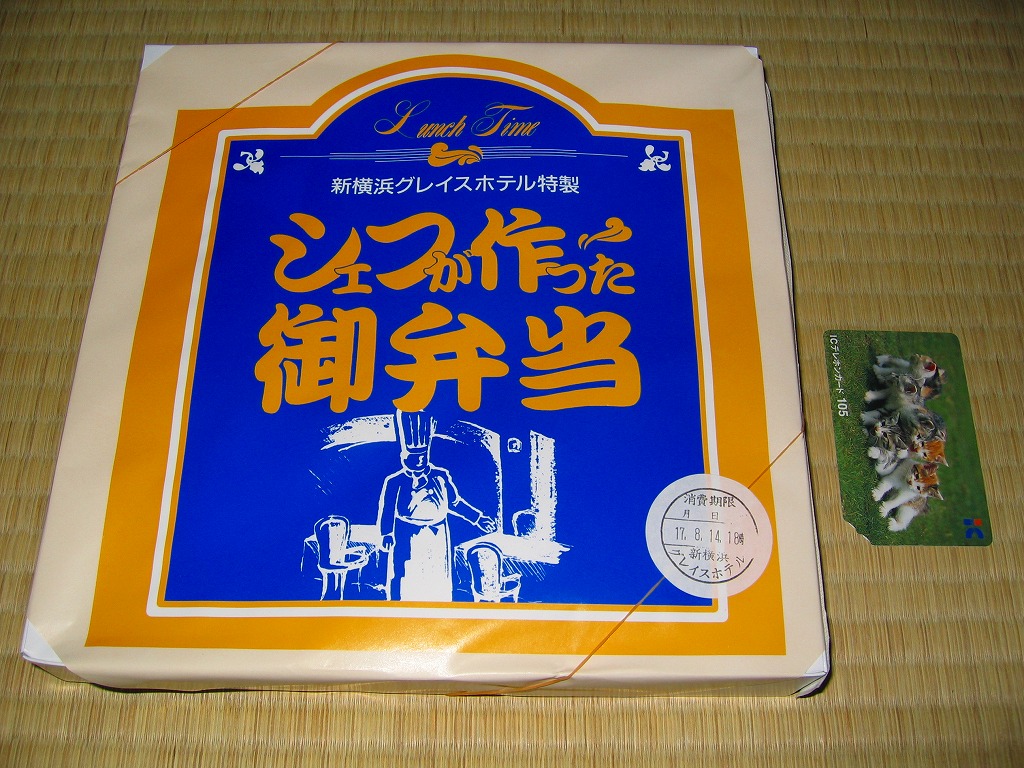 Lunch Time
新横浜グレイスホテル特製
シェフが作った
御弁当
消費期限
月 日
17. 8. 14. 18時
新横浜
グレイスホテル
ICテレホンカード 105